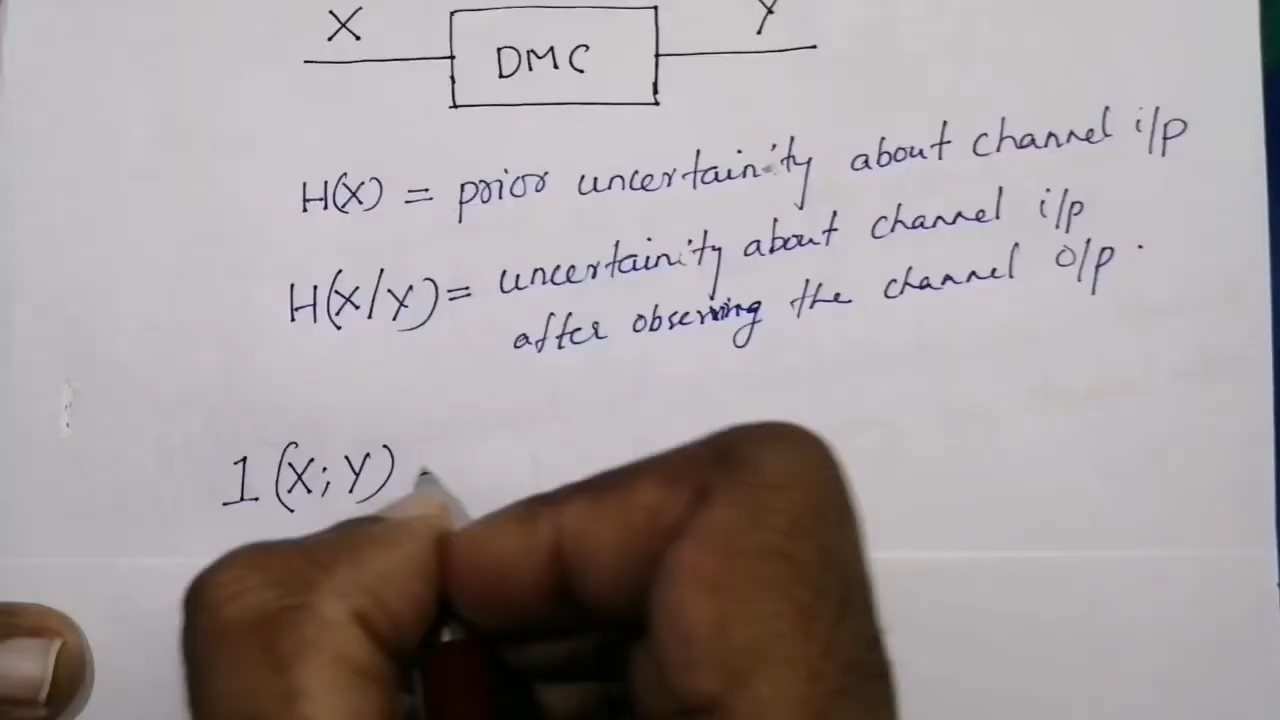 X Y
DMC
H(X) = prior uncertainity about channel i/p
H(X/Y) = uncertainity about channel i/p
after observing the channel o/p.
I(X;Y)